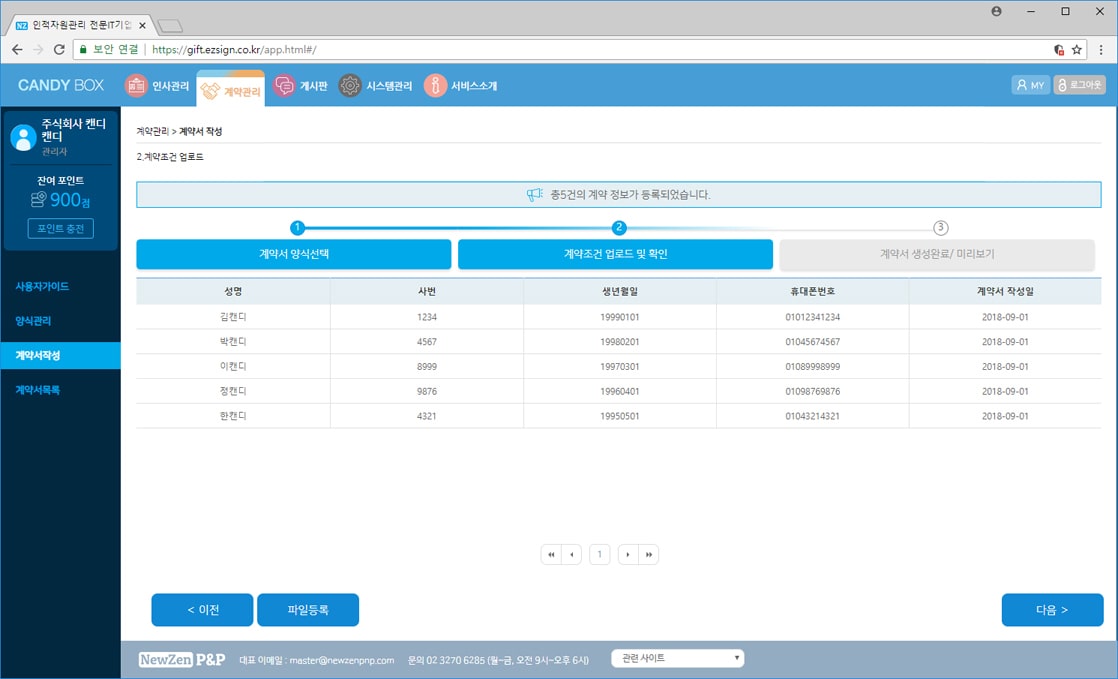 인적자원관리 전문IT기업
보안 연결 https://gift.ezsign.co.kr/app.html#/
CANDY BOX 인사관리 계약관리 게시판 시스템관리 서비스소개 MY 로그아웃
주식회사 캔디
캔디
관리자
잔여 포인트
900점
포인트 충전
사용자가이드
양식관리
계약서작성
계약서목록
계약관리 > 계약서 작성
2.계약조건 업로드
총5건의 계약 정보가 등록되었습니다.
1 2 3
계약서 양식선택 계약조건 업로드 및 확인 계약서 생성완료/ 미리보기
성명 사번 생년월일 휴대폰번호 계약서 작성일
김캔디 1234 19990101 01012341234 2018-09-01
박캔디 4567 19980201 01045674567 2018-09-01
이캔디 8999 19970301 01089998999 2018-09-01
정캔디 9876 19960401 01098769876 2018-09-01
한캔디 4321 19950501 01043214321 2018-09-01
1
< 이전 파일등록 다음 >
NewZen P&P 대표 이메일 : master@newzenpnp.com 문의 02 3270 6285 (월~금, 오전 9시~오후 6시) 관련 사이트